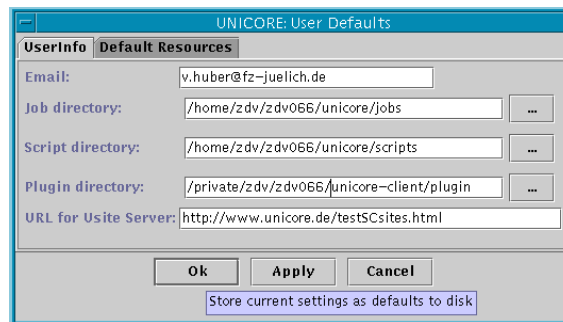 UNICORE: User Defaults
UserInfo Default Resources
Email: v.huber@fz-juelich.de
Job directory: /home/zdv/zdv066/unicore/jobs ...
Script directory: /home/zdv/zdv066/unicore/scripts ...
Plugin directory: /private/zdv/zdv066/unicore-client/plugin ...
URL for Usite Server: http://www.unicore.de/testSCsites.html
Ok Apply Cancel
Store current settings as defaults to disk